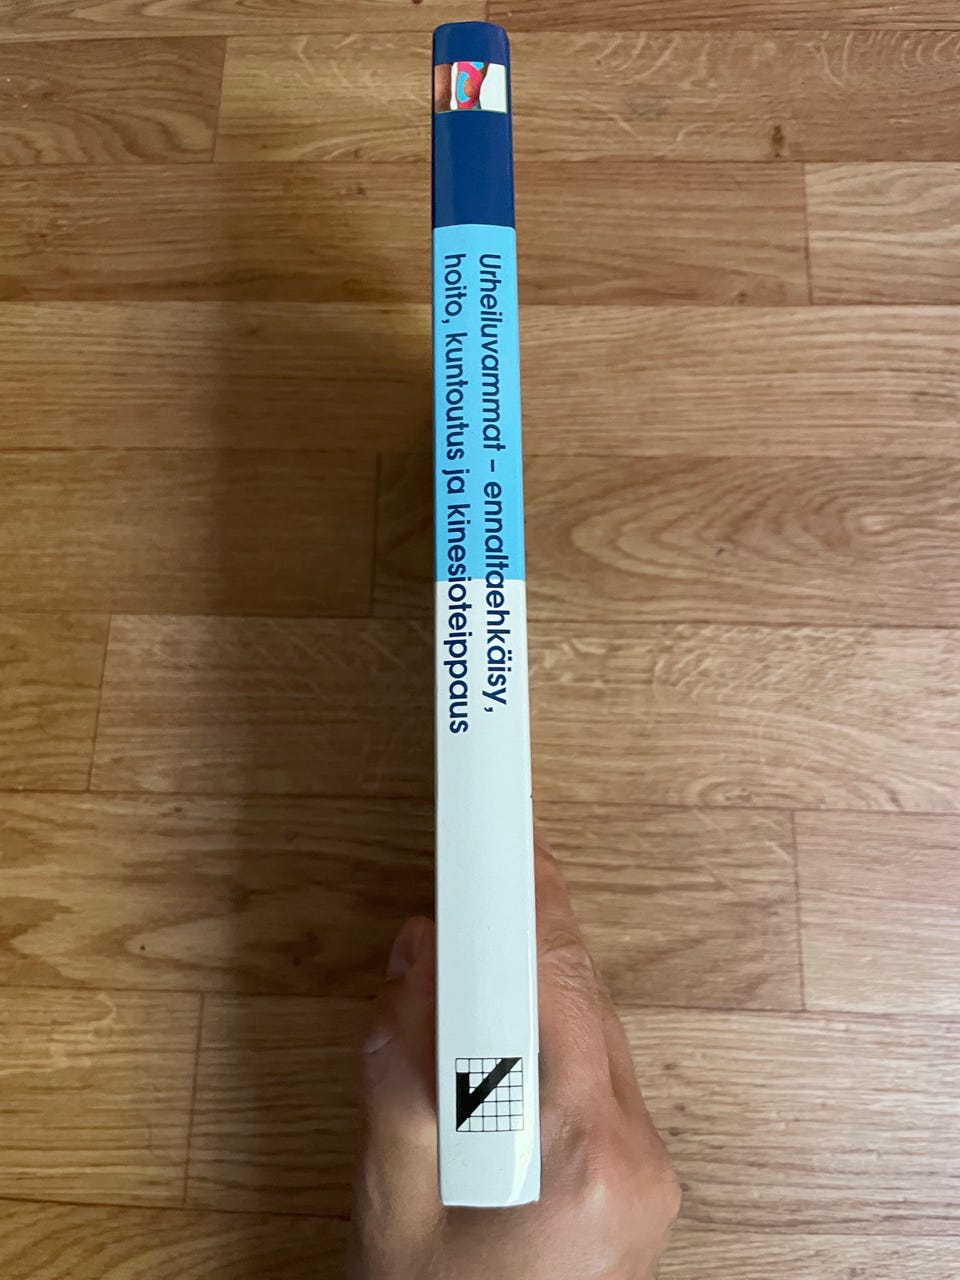 Urheiluvammat – ennaltaehkäisy,
hoito, kuntoutus ja kinesioteippaus